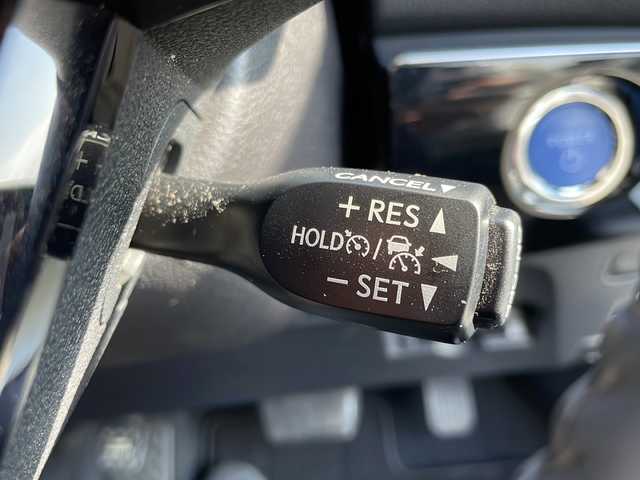 CANCEL ▼
+ RES ▲
HOLD / ◀
− SET ▼